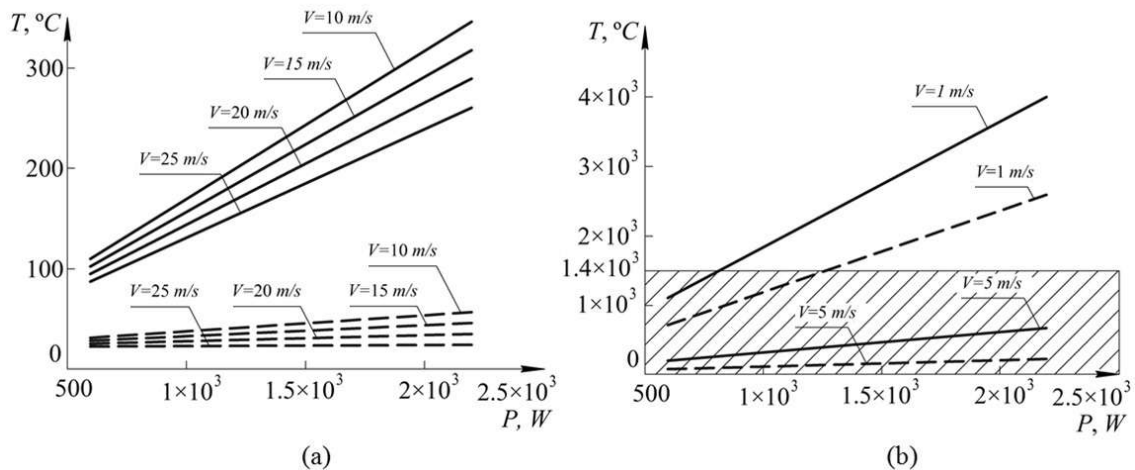 T, ºC
V=10 m/s
300
V=15 m/s
V=20 m/s
200
V=25 m/s
100
V=10 m/s
V=25 m/s
V=20 m/s
V=15 m/s
0
500
1×10³
1.5×10³
2×10³
2.5×10³
P, W
(a)
T, ºC
4×10³
V=1 m/s
3×10³
V=1 m/s
2×10³
1.4×10³
1×10³
V=5 m/s
V=5 m/s
0
500
1×10³
1.5×10³
2×10³
2.5×10³
P, W
(b)